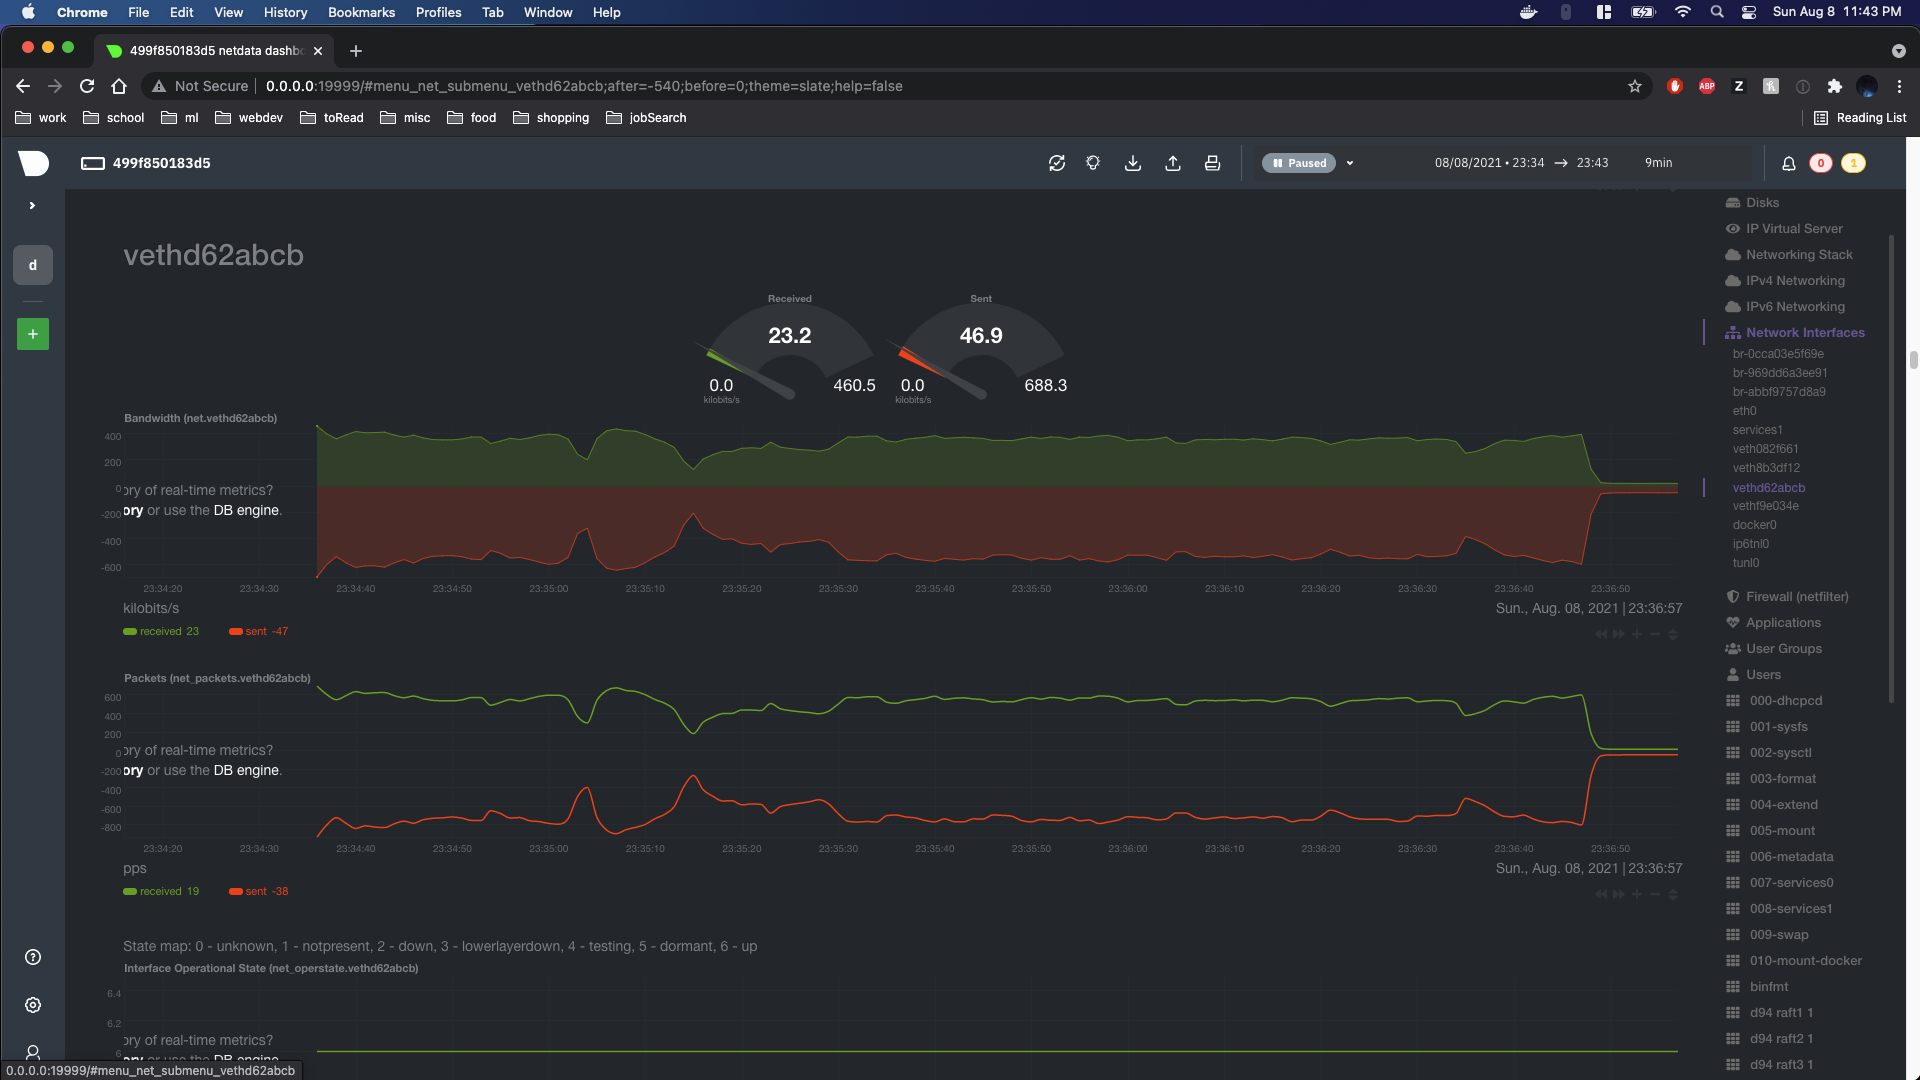 Chrome File Edit View History Bookmarks Profiles Tab Window Help Sun Aug 8 11:43 PM
499f850183d5 netdata dashb
Not Secure 0.0.0.0:19999/#menu_net_submenu_vethd62abcb;after=-540;before=0;theme=slate;help=false
ABP Z
work school ml webdev toRead misc food shopping jobSearch Reading List
499f850183d5 Paused 08/08/2021 • 23:34 → 23:43 9min 0 1
d
+
vethd62abcb
Received Sent
23.2 46.9
0.0 460.5 0.0 688.3
kilobits/s kilobits/s
Bandwidth (net.vethd62abcb)
400
200
0
-200
-400
-600
ory of real-time metrics?
ory or use the DB engine.
23:34:20 23:34:30 23:34:40 23:34:50 23:35:00 23:35:10 23:35:20 23:35:30 23:35:40 23:35:50 23:36:00 23:36:10 23:36:20 23:36:30 23:36:40 23:36:50
kilobits/s Sun., Aug. 08, 2021 | 23:36:57
received 23 sent -47
Packets (net_packets.vethd62abcb)
600
400
200
0
-200
-400
-600
-800
ory of real-time metrics?
ory or use the DB engine.
23:34:20 23:34:30 23:34:40 23:34:50 23:35:00 23:35:10 23:35:20 23:35:30 23:35:40 23:35:50 23:36:00 23:36:10 23:36:20 23:36:30 23:36:40 23:36:50
pps Sun., Aug. 08, 2021 | 23:36:57
received 19 sent -38
State map: 0 - unknown, 1 - notpresent, 2 - down, 3 - lowerlayerdown, 4 - testing, 5 - dormant, 6 - up
Interface Operational State (net_operstate.vethd62abcb)
6.4
6.2
6
ory of real-time metrics?
ory or use the DB engine
0.0.0.0:19999/#menu_net_submenu_vethd62abcb
Disks
IP Virtual Server
Networking Stack
IPv4 Networking
IPv6 Networking
Network Interfaces
br-0cca03e5f69e
br-969dd6a3ee91
br-abbf9757d8a9
eth0
services1
veth082f661
veth8b3df12
vethd62abcb
vethf9e034e
docker0
ip6tnl0
tunl0
Firewall (netfilter)
Applications
User Groups
Users
000-dhcpcd
001-sysfs
002-sysctl
003-format
004-extend
005-mount
006-metadata
007-services0
008-services1
009-swap
010-mount-docker
binfmt
d94 raft1 1
d94 raft2 1
d94 raft3 1